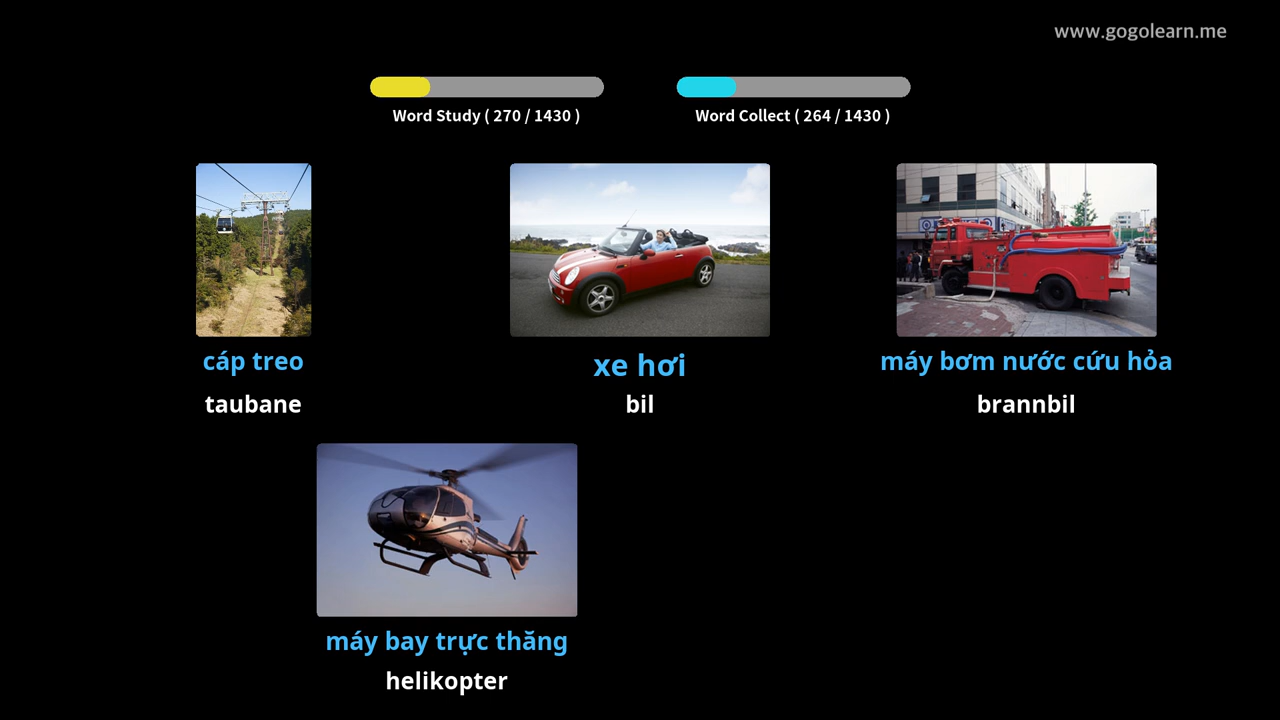 www.gogolearn.me
Word Study ( 270 / 1430 )
Word Collect ( 264 / 1430 )
cáp treo
taubane
xe hơi
bil
máy bơm nước cứu hỏa
brannbil
máy bay trực thăng
helikopter